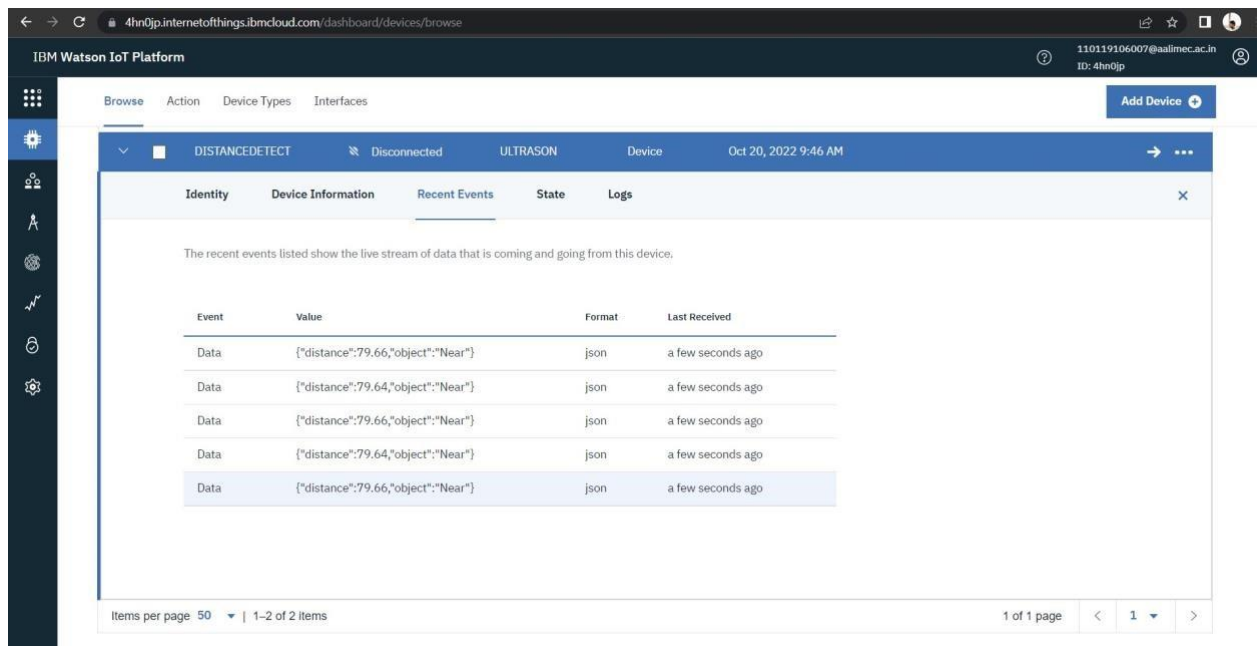 4hn0jp.internetofthings.ibmcloud.com/dashboard/devices/browse
IBM Watson IoT Platform
110119106007@aalimec.ac.in
ID: 4hn0jp
Browse Action Device Types Interfaces
Add Device
DISTANCEDETECT Disconnected ULTRASON Device Oct 20, 2022 9:46 AM
Identity Device Information Recent Events State Logs
The recent events listed show the live stream of data that is coming and going from this device.
Event Value Format Last Received
Data {"distance":79.66,"object":"Near"} json a few seconds ago
Data {"distance":79.64,"object":"Near"} json a few seconds ago
Data {"distance":79.66,"object":"Near"} json a few seconds ago
Data {"distance":79.64,"object":"Near"} json a few seconds ago
Data {"distance":79.66,"object":"Near"} json a few seconds ago
Items per page 50 | 1–2 of 2 items 1 of 1 page < 1 >